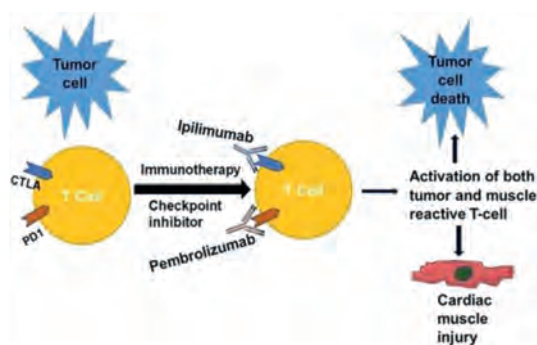 Tumor
cell
CTLA
T Cell
PD1
Immunotherapy
Checkpoint
inhibitor
Ipilimumab
T Cell
Pembrolizumab
Tumor
cell
death
Activation of both
tumor and muscle
reactive T-cell
Cardiac
muscle
injury